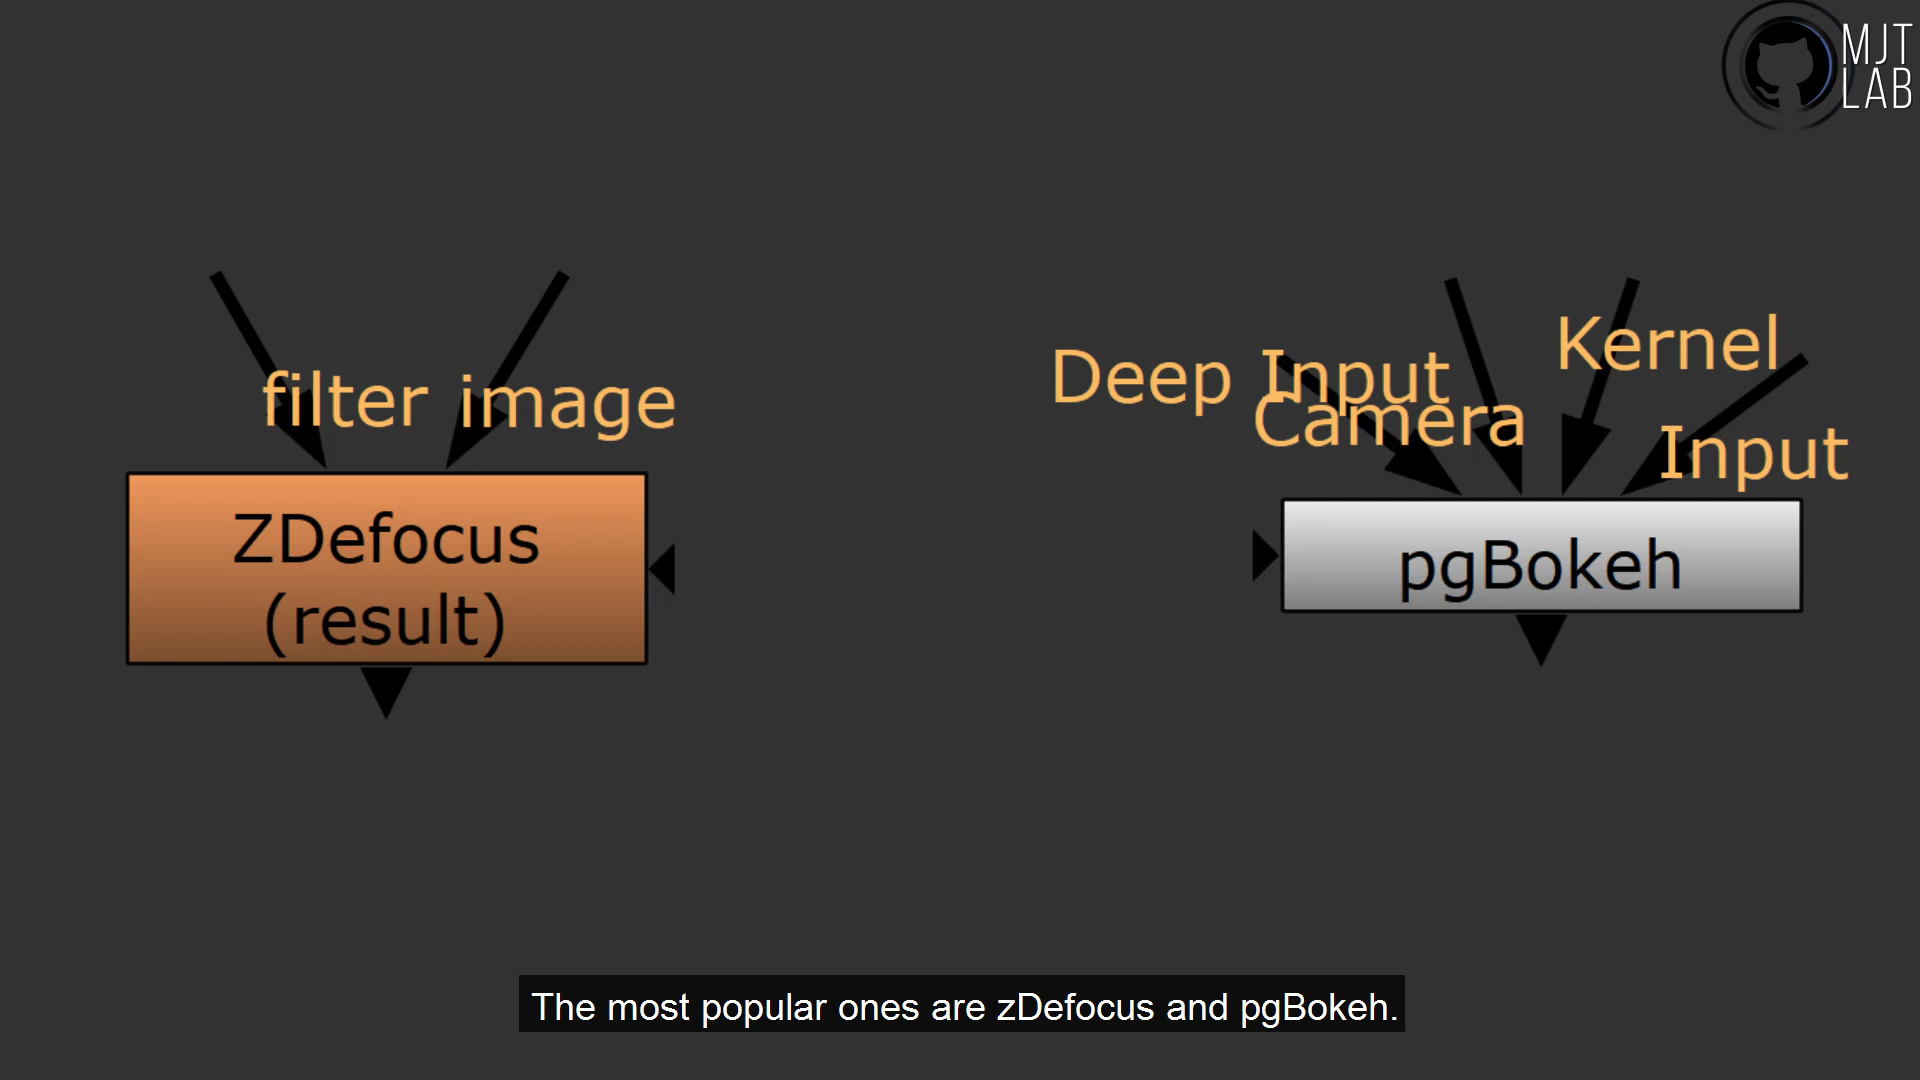 MJT
LAB
filter image
ZDefocus
(result)
Deep Input
Camera
Kernel
Input
pgBokeh
The most popular ones are zDefocus and pgBokeh.